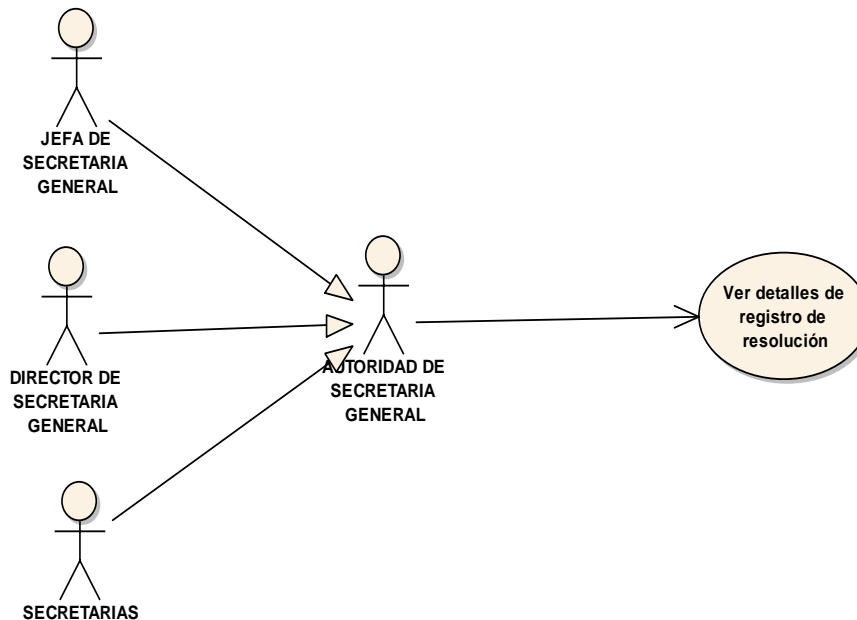 JEFA DE
SECRETARIA
GENERAL
DIRECTOR DE
SECRETARIA
GENERAL
AUTORIDAD DE
SECRETARIA
GENERAL
Ver detalles de
registro de
resolución
SECRETARIAS